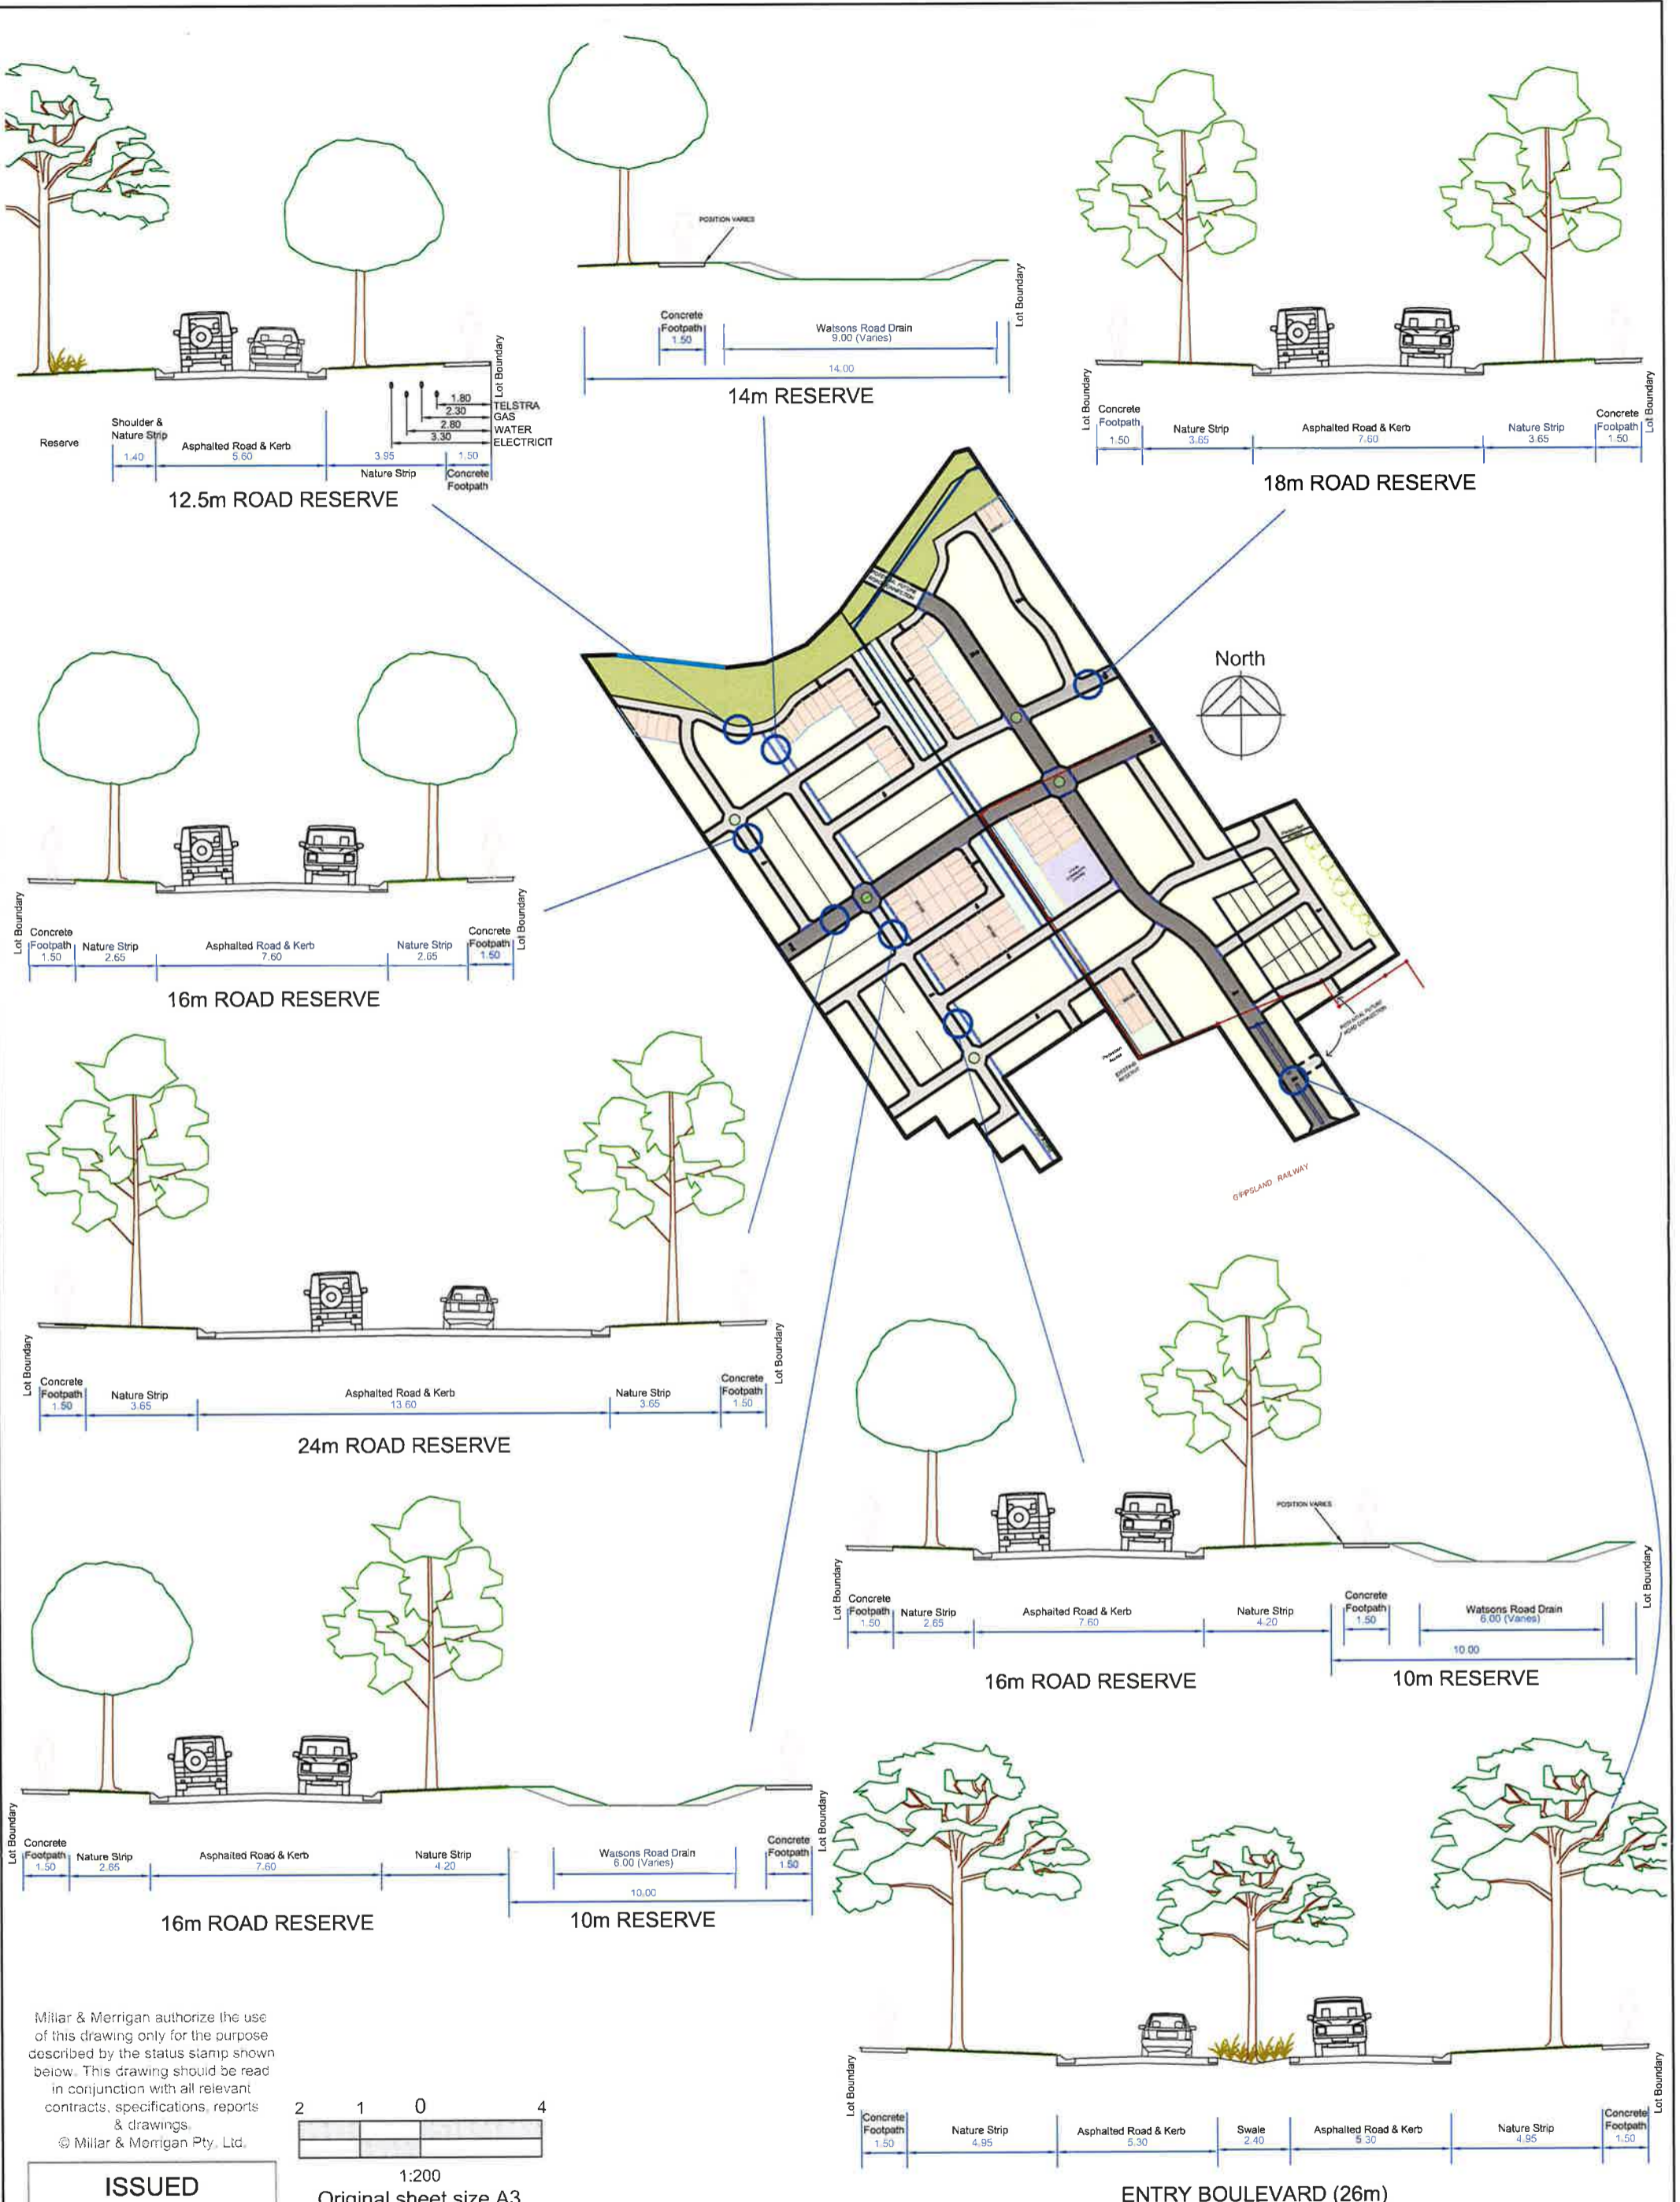 POSITION VARIES
Lot Boundary
Concrete
Footpath
1.50
Watsons Road Drain
9.00 (Varies)
14.00
14m RESERVE
Lot Boundary
1.80
TELSTRA
2.30
GAS
2.80
WATER
3.30
ELECTRICIT
Reserve
Shoulder &
Nature Strip
1.40
Asphalted Road & Kerb
5.60
3.95
Nature Strip
1.50
Concrete
Footpath
12.5m ROAD RESERVE
Lot Boundary
Concrete
Footpath
1.50
Nature Strip
3.65
Asphalted Road & Kerb
7.60
Nature Strip
3.65
Concrete
Footpath
1.50
Lot Boundary
18m ROAD RESERVE
North
Lot Boundary
Concrete
Footpath
1.50
Nature Strip
2.65
Asphalted Road & Kerb
7.60
Nature Strip
2.65
Concrete
Footpath
1.50
Lot Boundary
16m ROAD RESERVE
POTENTIAL FUTURE
ROAD CONNECTION
EXISTING
RESERVE
GIPPSLAND RAILWAY
Lot Boundary
Concrete
Footpath
1.50
Nature Strip
3.65
Asphalted Road & Kerb
13.60
Nature Strip
3.65
Concrete
Footpath
1.50
Lot Boundary
24m ROAD RESERVE
POSITION VARIES
Lot Boundary
Concrete
Footpath
1.50
Nature Strip
2.65
Asphalted Road & Kerb
7.60
Nature Strip
4.20
Concrete
Footpath
1.50
Watsons Road Drain
6.00 (Varies)
10.00
Lot Boundary
16m ROAD RESERVE
10m RESERVE
Lot Boundary
Concrete
Footpath
1.50
Nature Strip
2.65
Asphalted Road & Kerb
7.60
Nature Strip
4.20
Watsons Road Drain
6.00 (Varies)
Concrete
Footpath
1.50
10.00
Lot Boundary
16m ROAD RESERVE
10m RESERVE
Lot Boundary
Concrete
Footpath
1.50
Nature Strip
4.95
Asphalted Road & Kerb
5.30
Swale
2.40
Asphalted Road & Kerb
5.30
Nature Strip
4.95
Concrete
Footpath
1.50
Lot Boundary
ENTRY BOULEVARD (26m)
Millar & Merrigan authorize the use
of this drawing only for the purpose
described by the status stamp shown
below. This drawing should be read
in conjunction with all relevant
contracts, specifications, reports
& drawings.
© Millar & Merrigan Pty. Ltd.
ISSUED
2 1 0 4
1:200
Original sheet size A3